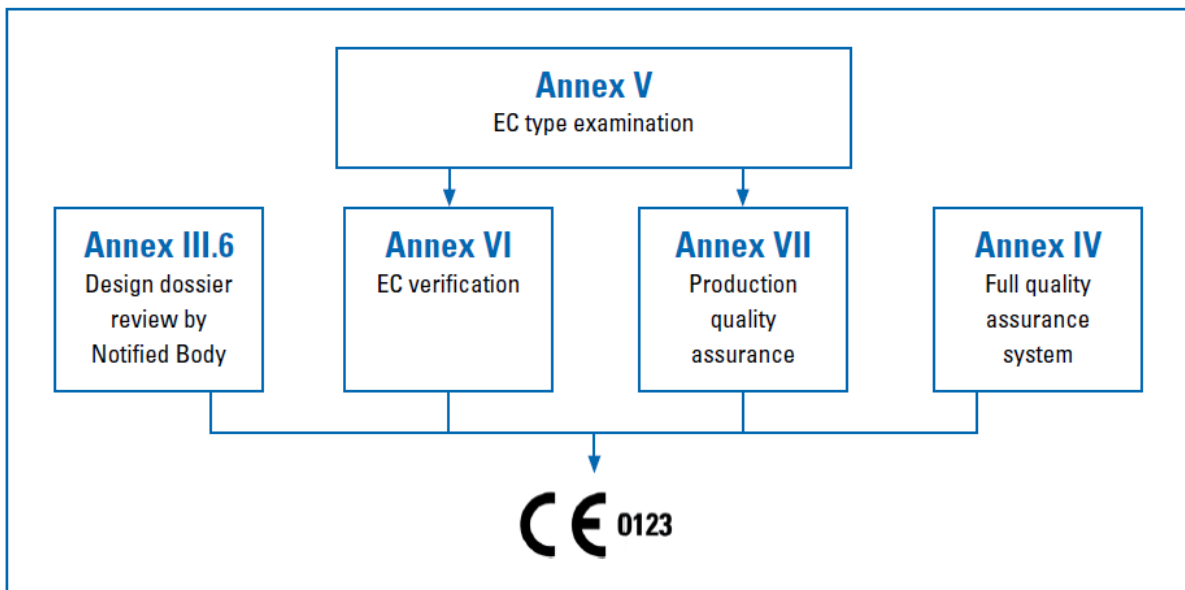 Annex V
EC type examination
Annex III.6
Design dossier
review by
Notified Body
Annex VI
EC verification
Annex VII
Production
quality
assurance
Annex IV
Full quality
assurance
system
CE 0123